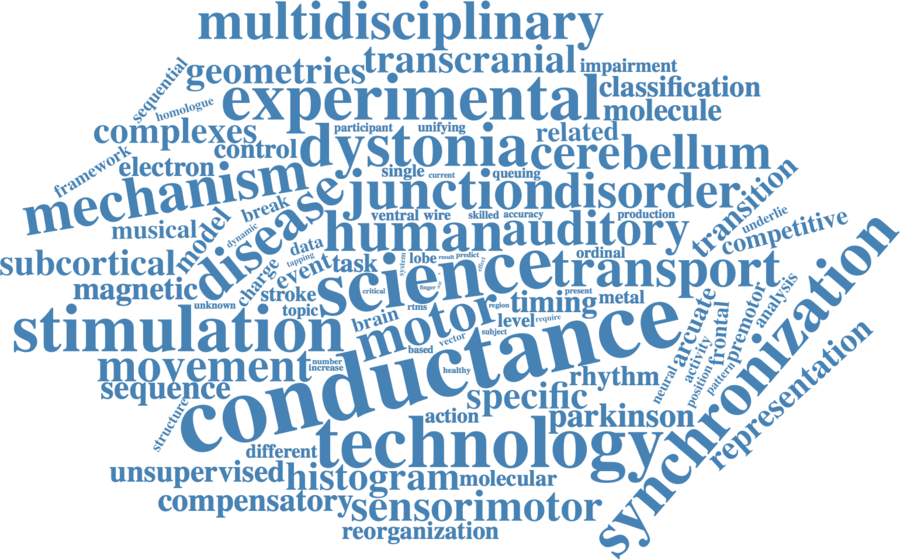 multidisciplinary
sequential
geometries
transcranial
impairment
homologue
experimental
classification
molecule
complexes
control
participant
unifying
related
framework
electron
dystonia
cerebellum
mechanism
disease
single
current
queuing
junction
disorder
transition
musical
model
break
dynamic
ventral
wire
skilled
accuracy
production
underlie
competitive
subcortical
data
tapping
human
auditory
ordinal
magnetic
charge
event
task
lobe
system
result
predict
effect
science
transport
unknown
stroke
topic
critical
finger
timing
present
metal
analysis
stimulation
brain
rtms
motor
region
level
require
arcuate
frontal
premotor
synchronization
movement
number
increase
based
vector
subject
activity
sequence
conductance
healthy
rhythm
neural
position
pattern
representation
structure
action
specific
parkinson
different
technology
unsupervised
histogram
molecular
compensatory
sensorimotor
reorganization